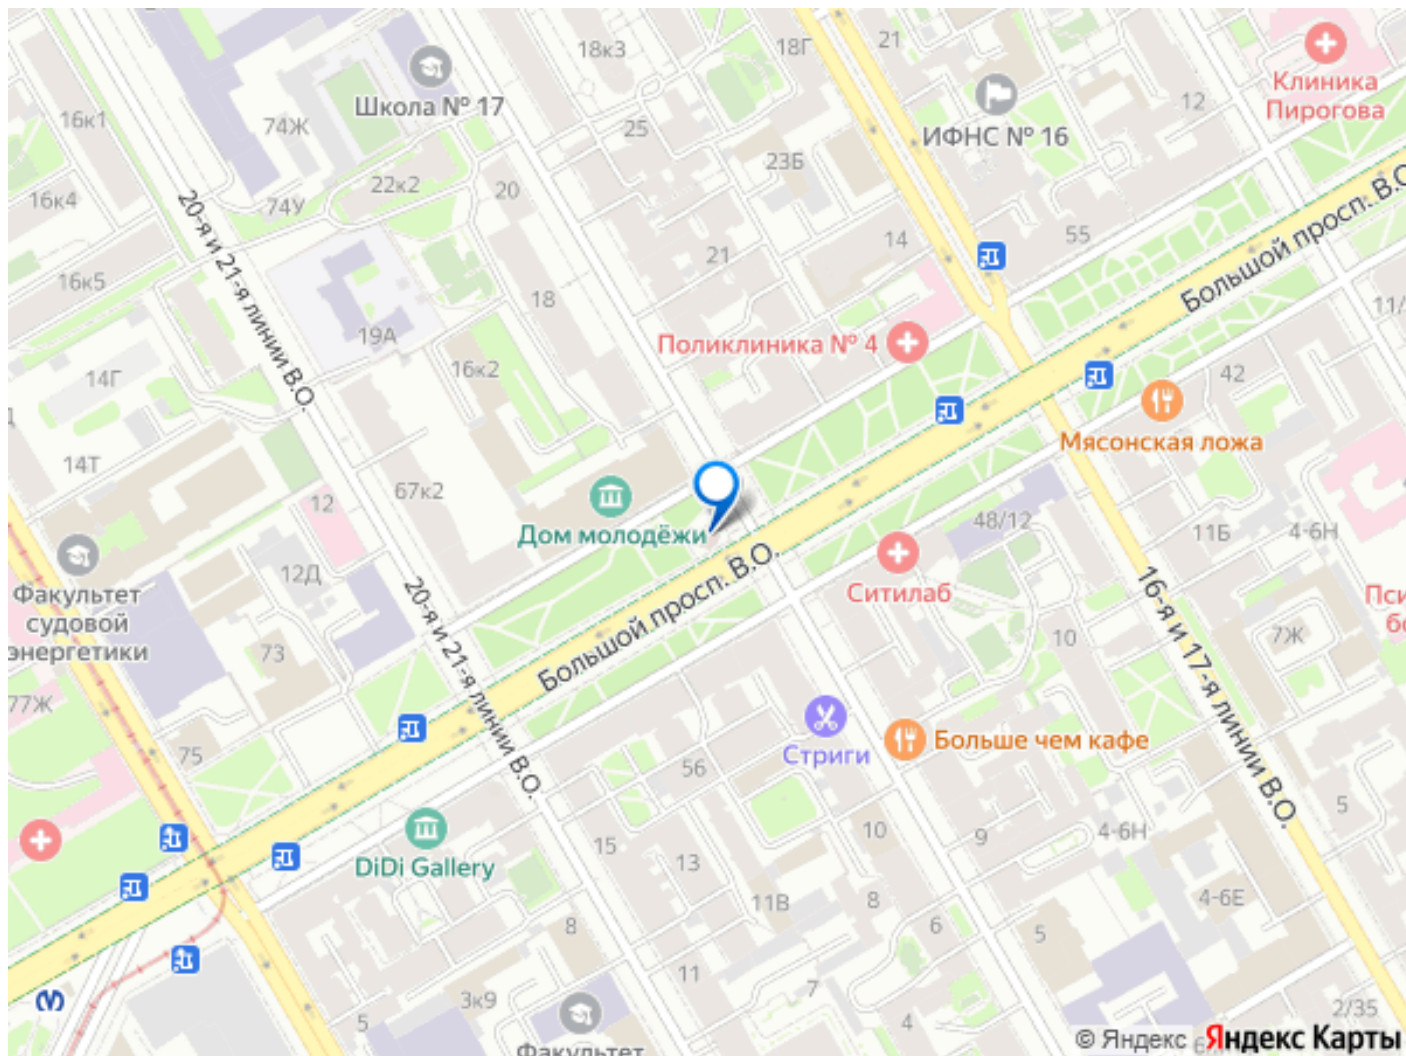 18к3
18Г
21
Клиника
Пирогова
Школа № 17
16к1
74Ж
25
12
ИФНС № 16
23Б
22к2
20
16к4
74У
20-я и 21-я линии В.О.
21
14
55
Большой просп. В.О.
16к5
18
19А
Поликлиника № 4
11/
14Г
16к2
42
Мясонская ложа
14Т
67к2
12
Дом молодёжи
48/12
11Б
4-6Н
Факультет
судовой
энергетики
12Д
Ситилаб
20-я и 21-я линии В.О.
Большой просп. В.О.
16-я и 17-я линии В.О.
Пси
бо
7Ж
10
73
77Ж
75
56
Стриги
Больше чем кафе
DiDi Gallery
15
13
10
9
4-6Н
5
11В
8
4-6Е
8
6
5
11
7
3к9
5
4
2/35
Факультет
© Яндекс Яндекс Карты